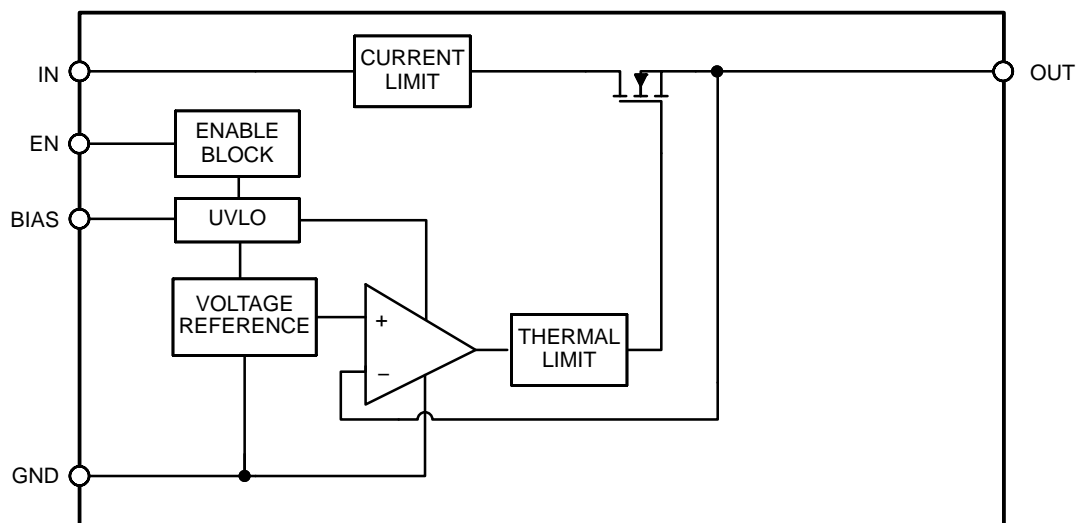 CURRENT
LIMIT
IN
OUT
ENABLE
BLOCK
EN
UVLO
BIAS
VOLTAGE
REFERENCE
+
−
THERMAL
LIMIT
GND